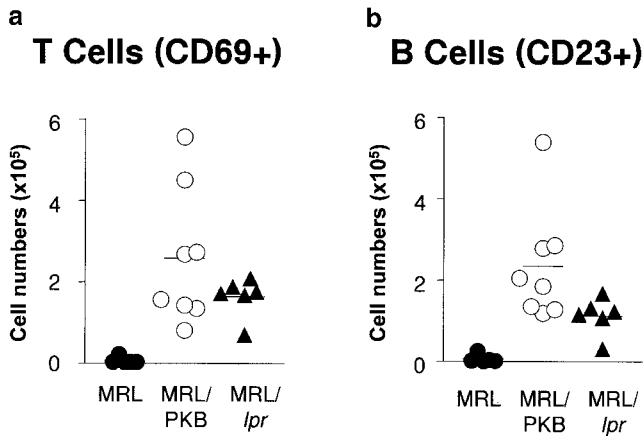 a
T Cells (CD69+)
Cell numbers (x10⁵)
6
4
2
0
MRL
MRL/
PKB
MRL/
lpr
b
B Cells (CD23+)
Cell numbers (x10⁵)
6
4
2
0
MRL
MRL/
PKB
MRL/
lpr